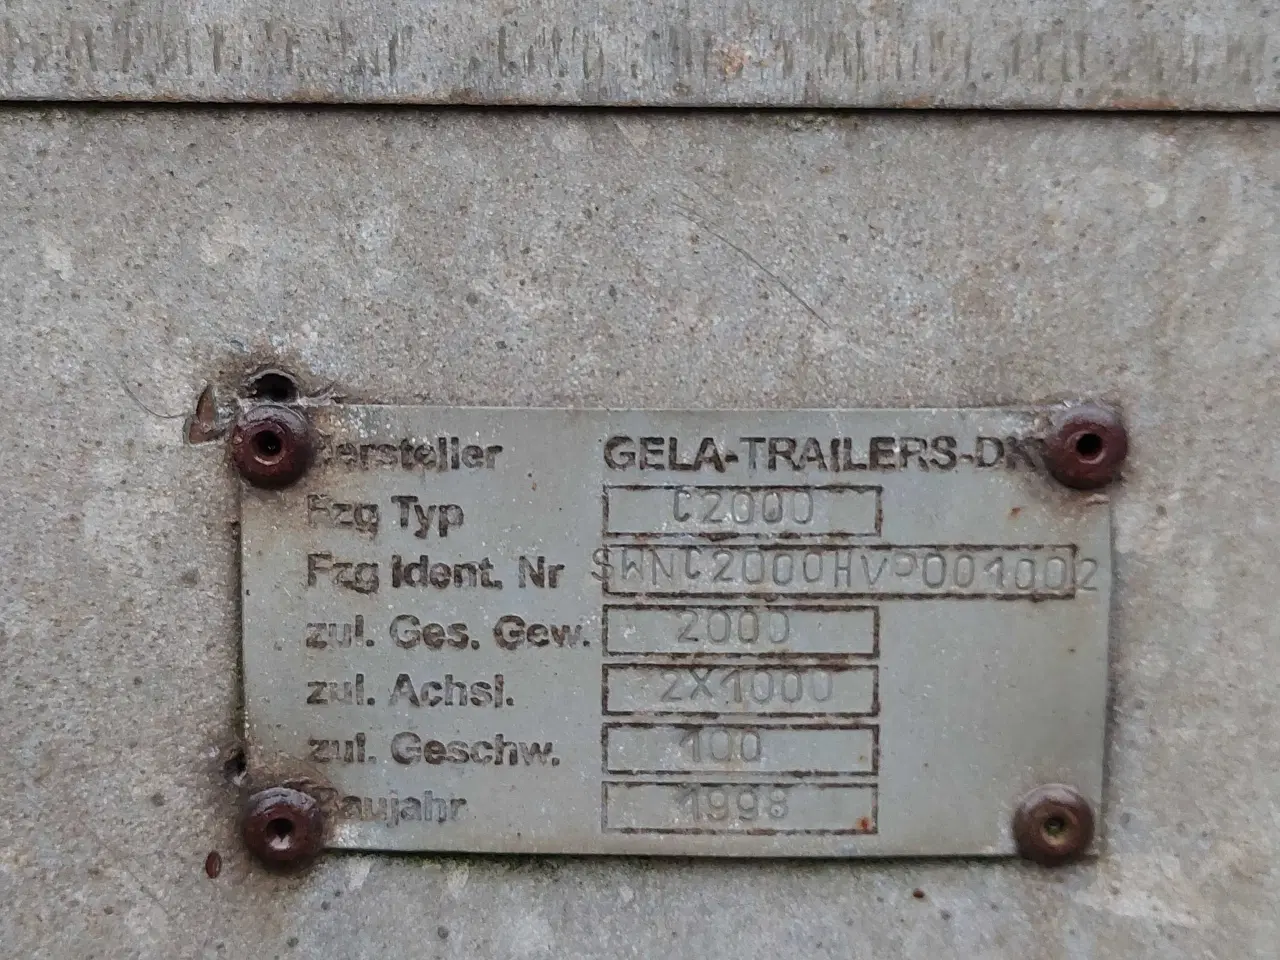 Hersteller GELA-TRAILERS-DK
Fzg Typ C2000
Fzg Ident. Nr SWNC2000HVP001002
zul. Ges. Gew. 2000
zul. Achsl. 2X1000
zul. Geschw. 100
Baujahr 1998